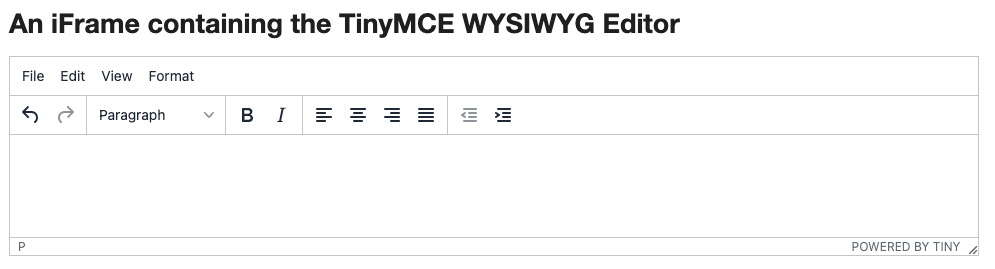 An iFrame containing the TinyMCE WYSIWYG Editor
File Edit View Format
Paragraph B I
P POWERED BY TINY